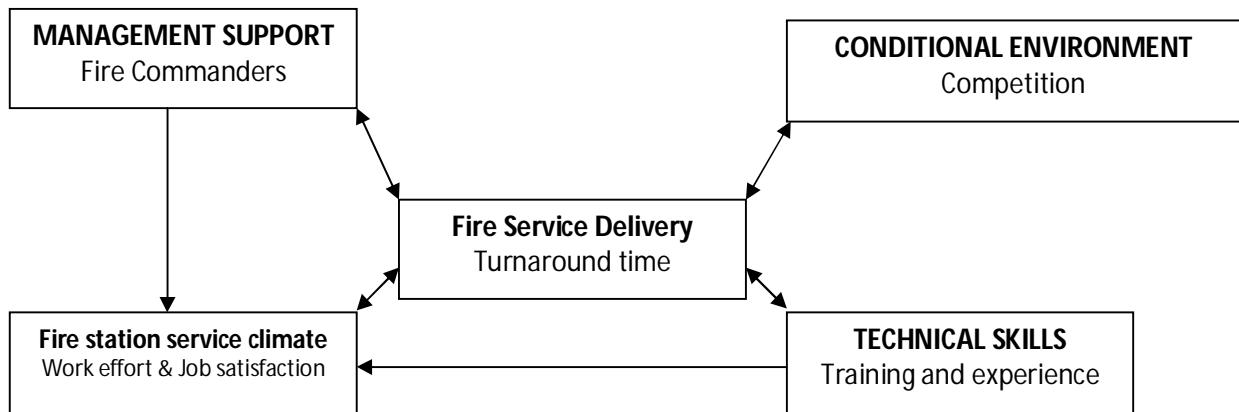 MANAGEMENT SUPPORT
Fire Commanders
CONDITIONAL ENVIRONMENT
Competition
Fire Service Delivery
Turnaround time
Fire station service climate
Work effort & Job satisfaction
TECHNICAL SKILLS
Training and experience